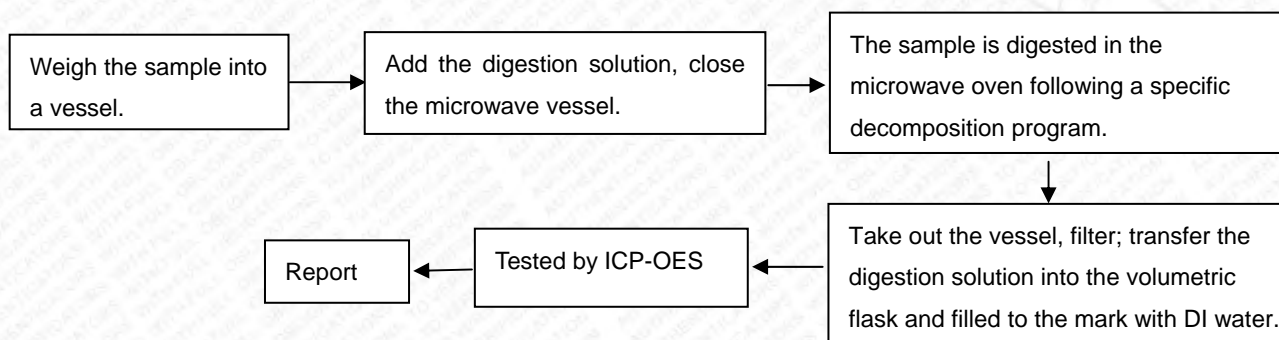 Weigh the sample into
a vessel.
Add the digestion solution, close
the microwave vessel.
The sample is digested in the
microwave oven following a specific
decomposition program.
Take out the vessel, filter; transfer the
digestion solution into the volumetric
flask and filled to the mark with DI water.
Tested by ICP-OES
Report